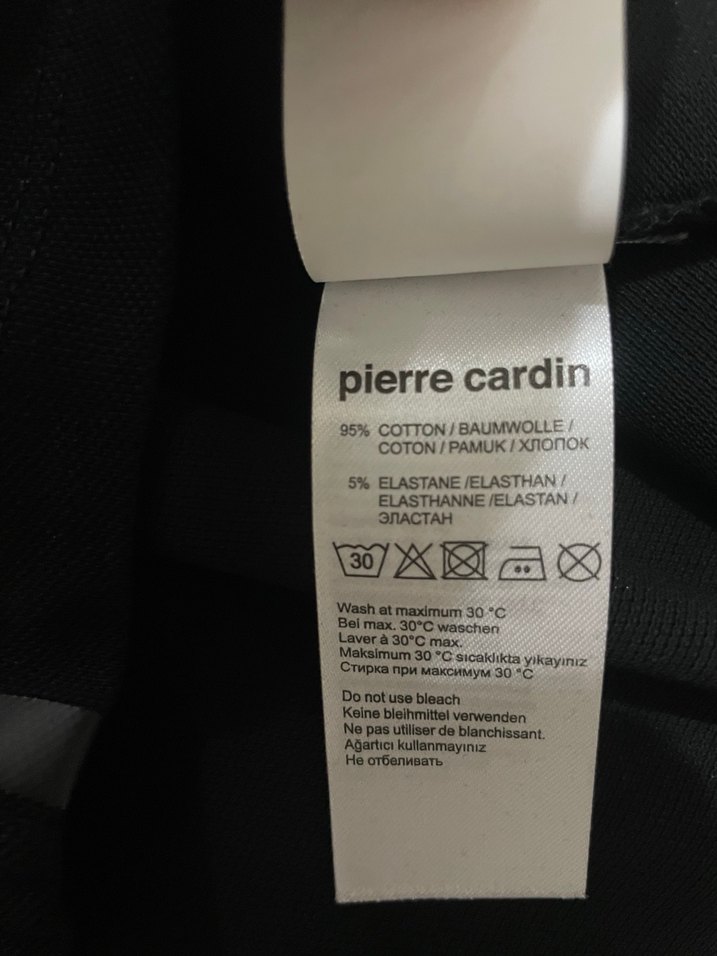 pierre cardin
95% COTTON / BAUMWOLLE /
COTON / PAMUK / ХЛОПОК
5% ELASTANE /ELASTHAN /
ELASTHANNE /ELASTAN /
ЭЛАСТАН
30
Wash at maximum 30 °C
Bei max. 30°C waschen
Laver à 30°C max.
Maksimum 30 °C sıcaklıkta yıkayınız
Стирка при максимум 30 °C
Do not use bleach
Keine bleihmittel verwenden
Ne pas utiliser de blanchissant.
Ağartıcı kullanmayınız
Не отбеливать